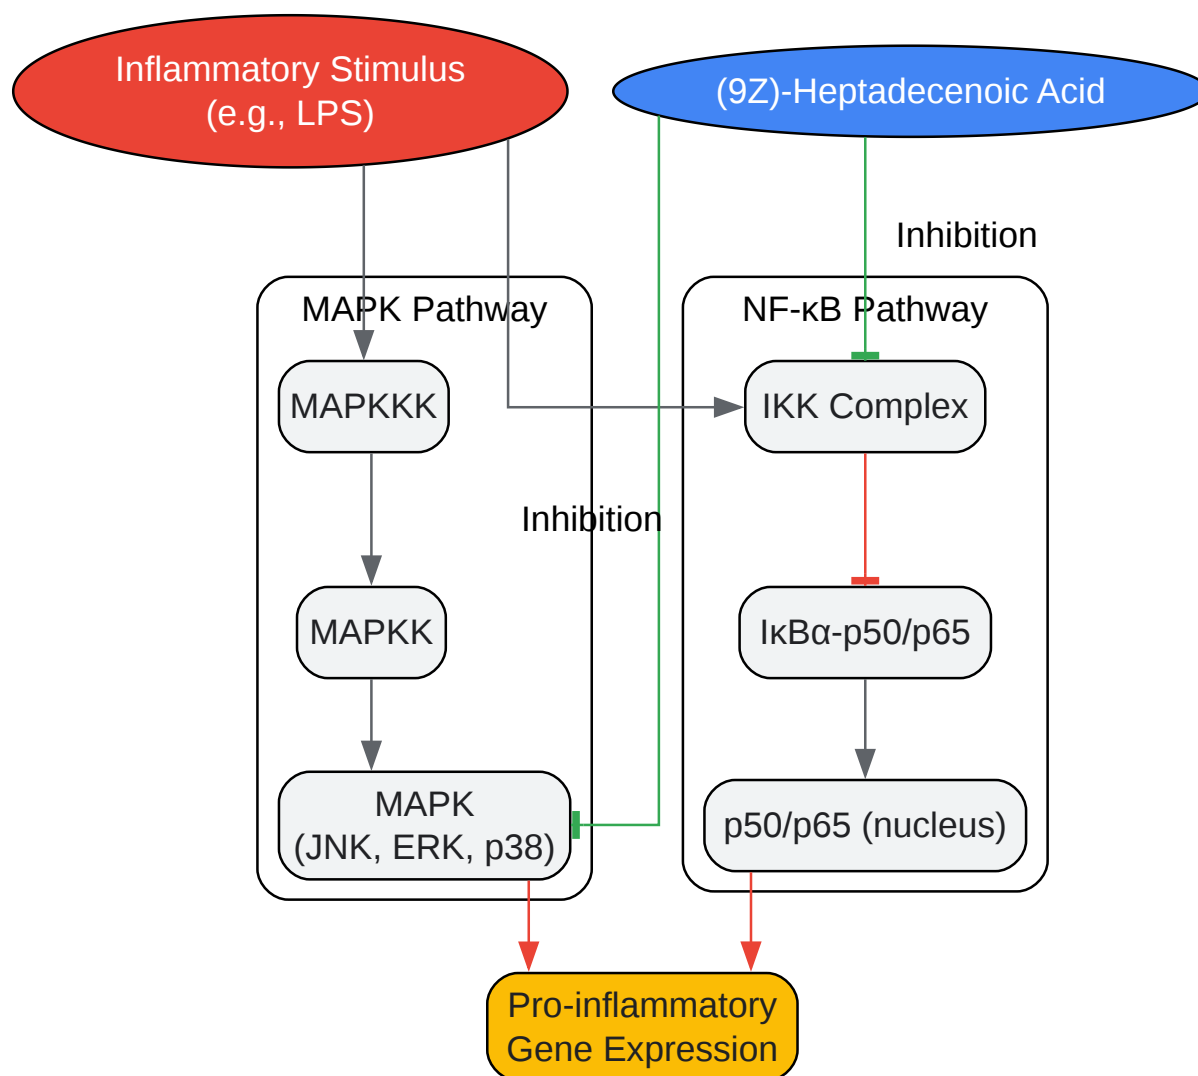 Inflammatory Stimulus
(e.g., LPS)
(9Z)-Heptadecenoic Acid
Inhibition
MAPK Pathway
NF-κB Pathway
MAPKKK
IKK Complex
Inhibition
MAPKK
IκBα-p50/p65
MAPK
(JNK, ERK, p38)
p50/p65 (nucleus)
Pro-inflammatory
Gene Expression